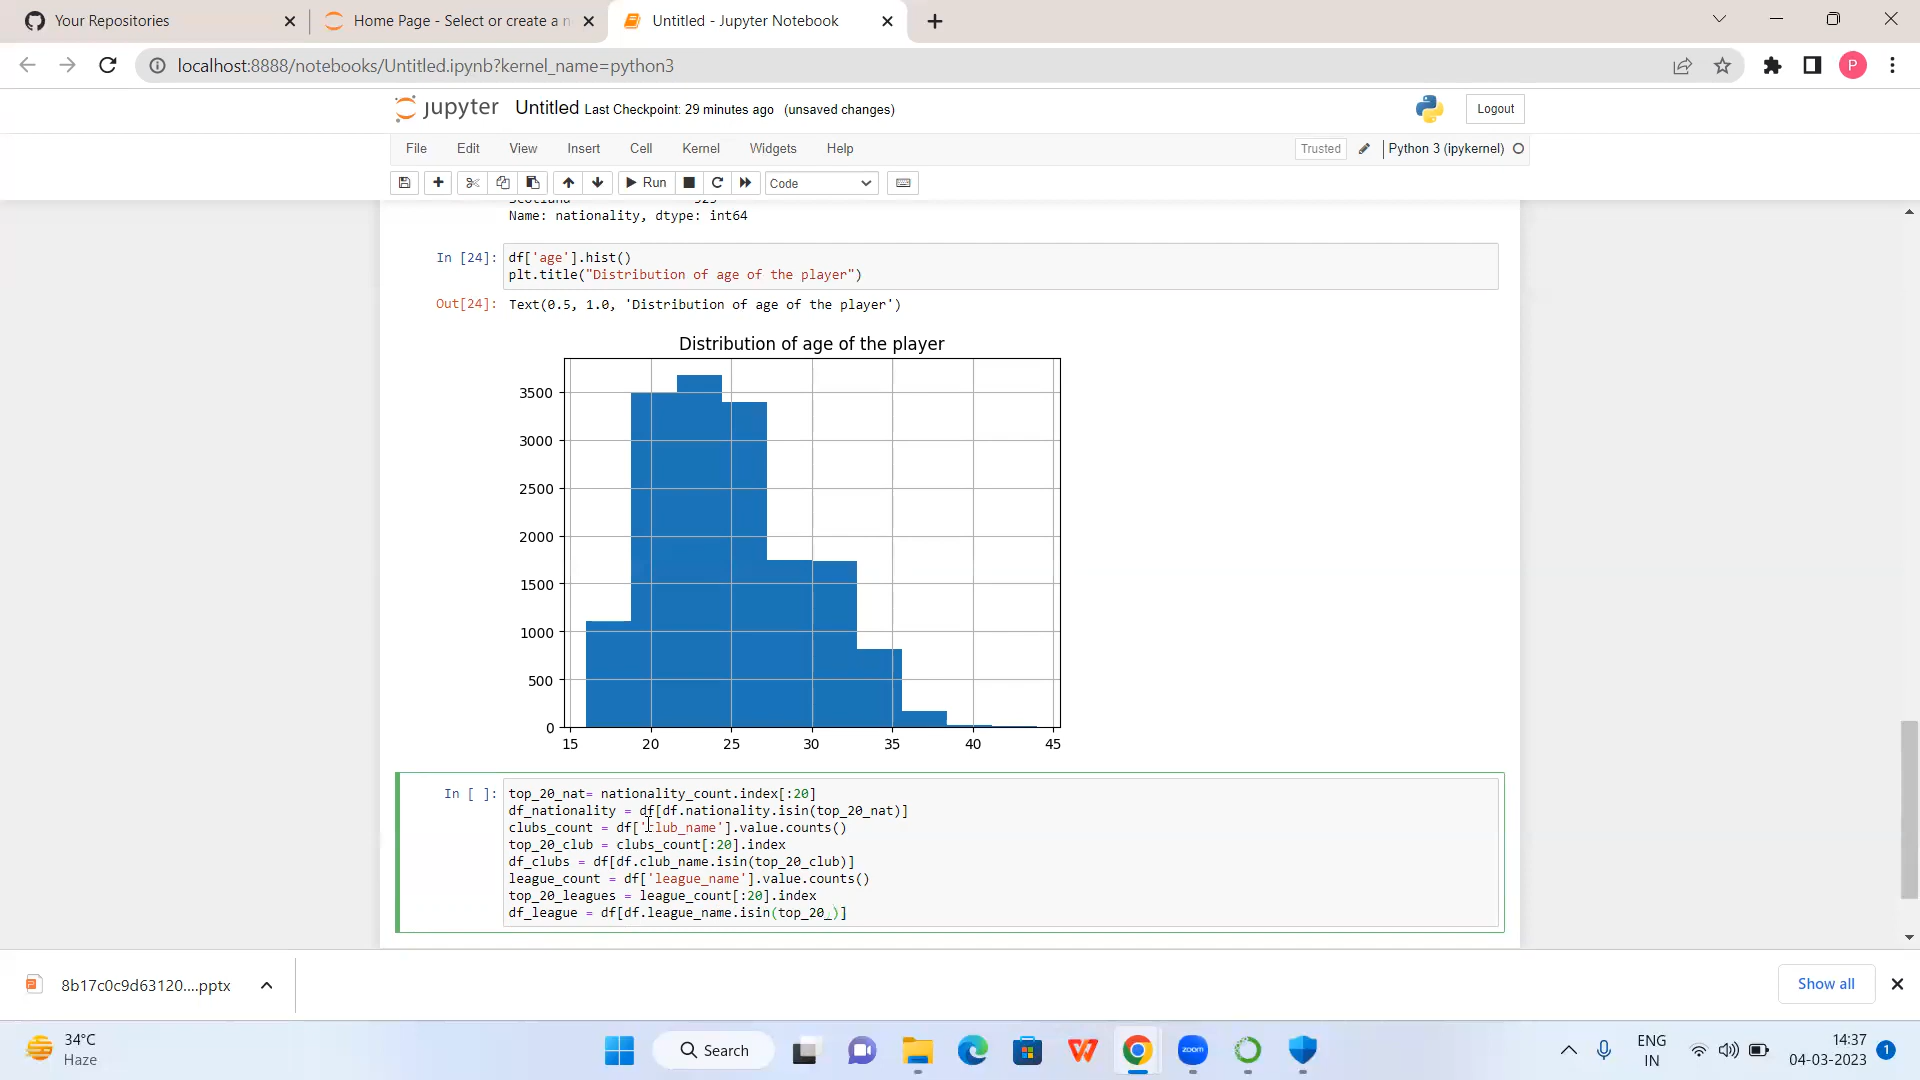 Your Repositories
Home Page - Select or create a n
Untitled - Jupyter Notebook
localhost:8888/notebooks/Untitled.ipynb?kernel_name=python3
P
jupyter Untitled Last Checkpoint: 29 minutes ago (unsaved changes)
Logout
File Edit View Insert Cell Kernel Widgets Help
Trusted
Python 3 (ipykernel)
Run
Code
Name: nationality, dtype: int64
In [24]: df['age'].hist()
plt.title("Distribution of age of the player")
Out[24]: Text(0.5, 1.0, 'Distribution of age of the player')
Distribution of age of the player
3500
3000
2500
2000
1500
1000
500
0
15 20 25 30 35 40 45
In [ ]: top_20_nat= nationality_count.index[:20]
df_nationality = df[df.nationality.isin(top_20_nat)]
clubs_count = df['club_name'].value.counts()
top_20_club = clubs_count[:20].index
df_clubs = df[df.club_name.isin(top_20_club)]
league_count = df['league_name'].value.counts()
top_20_leagues = league_count[:20].index
df_league = df[df.league_name.isin(top_20_)]
8b17c0c9d63120....pptx
Show all
34°C
Haze
Search
zoom
ENG
IN
14:37
04-03-2023
1